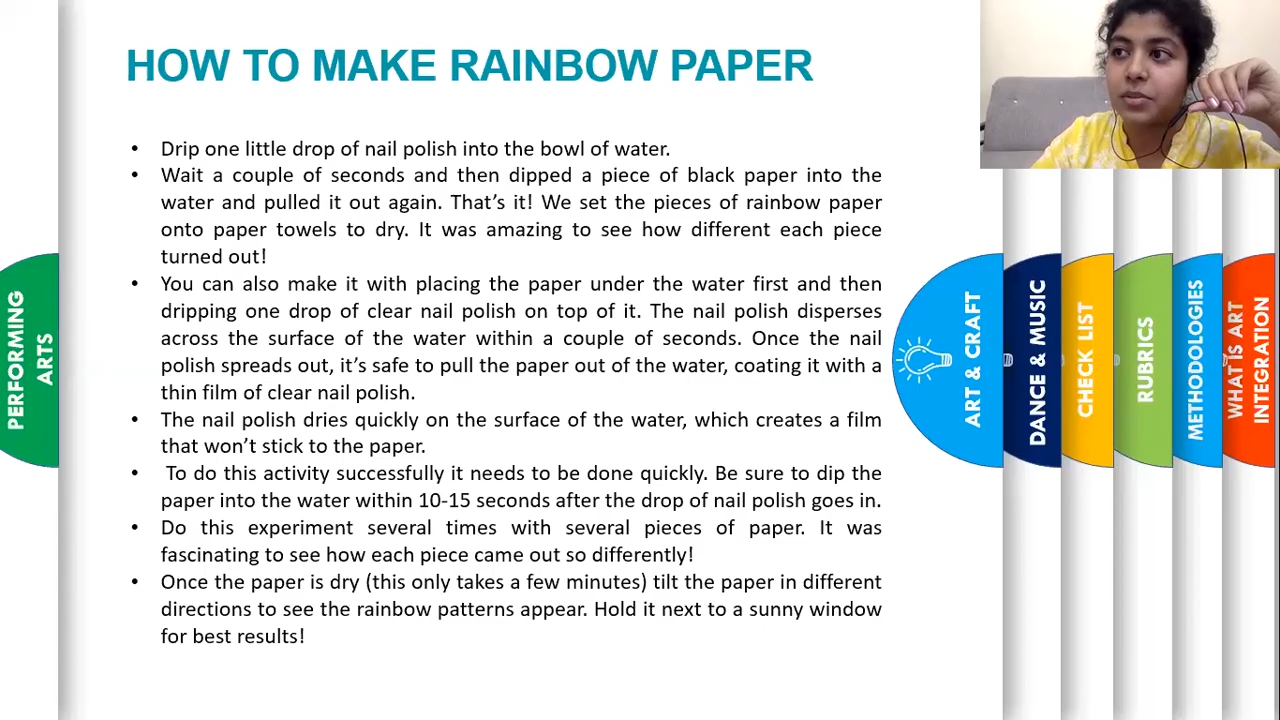 HOW TO MAKE RAINBOW PAPER
• Drip one little drop of nail polish into the bowl of water.
• Wait a couple of seconds and then dipped a piece of black paper into the
water and pulled it out again. That’s it! We set the pieces of rainbow paper
onto paper towels to dry. It was amazing to see how different each piece
turned out!
• You can also make it with placing the paper under the water first and then
dripping one drop of clear nail polish on top of it. The nail polish disperses
across the surface of the water within a couple of seconds. Once the nail
polish spreads out, it’s safe to pull the paper out of the water, coating it with a
thin film of clear nail polish.
• The nail polish dries quickly on the surface of the water, which creates a film
that won’t stick to the paper.
• To do this activity successfully it needs to be done quickly. Be sure to dip the
paper into the water within 10-15 seconds after the drop of nail polish goes in.
• Do this experiment several times with several pieces of paper. It was
fascinating to see how each piece came out so differently!
• Once the paper is dry (this only takes a few minutes) tilt the paper in different
directions to see the rainbow patterns appear. Hold it next to a sunny window
for best results!
PERFORMING
ARTS
ART & CRAFT
DANCE & MUSIC
CHECK LIST
RUBRICS
METHODOLOGIES
WHAT IS ART
INTEGRATION